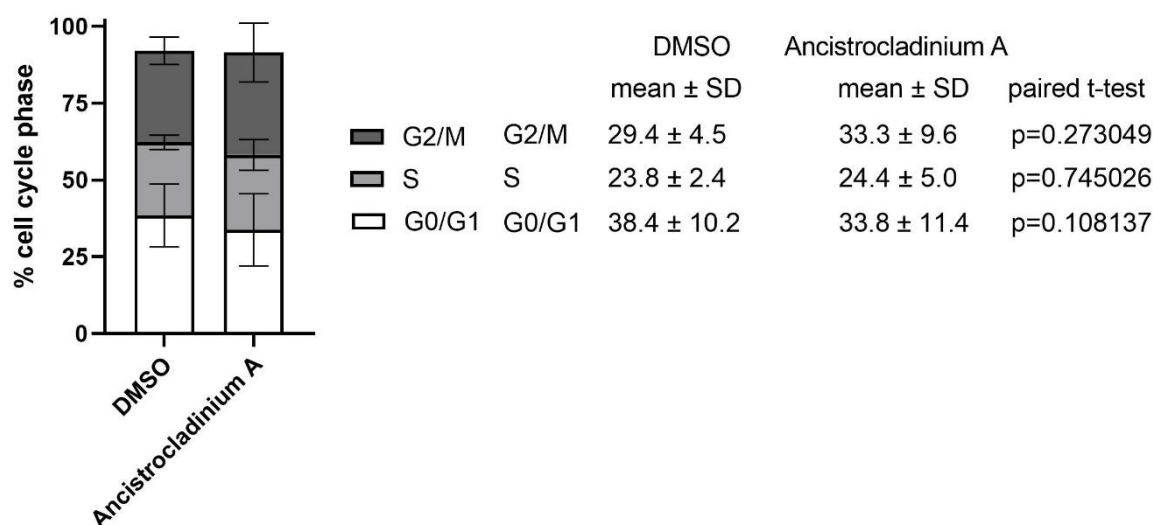 % cell cycle phase
100
75
50
25
0
DMSO
Ancistrocladinium A
DMSO Ancistrocladinium A
mean ± SD mean ± SD paired t-test
G2/M G2/M 29.4 ± 4.5 33.3 ± 9.6 p=0.273049
S S 23.8 ± 2.4 24.4 ± 5.0 p=0.745026
G0/G1 G0/G1 38.4 ± 10.2 33.8 ± 11.4 p=0.108137